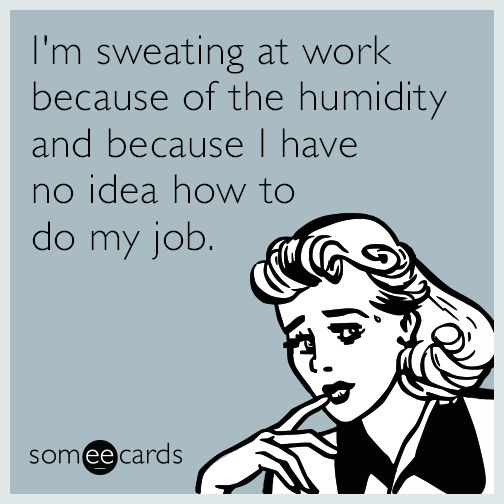 I'm sweating at work
because of the humidity
and because I have
no idea how to
do my job.
someecards